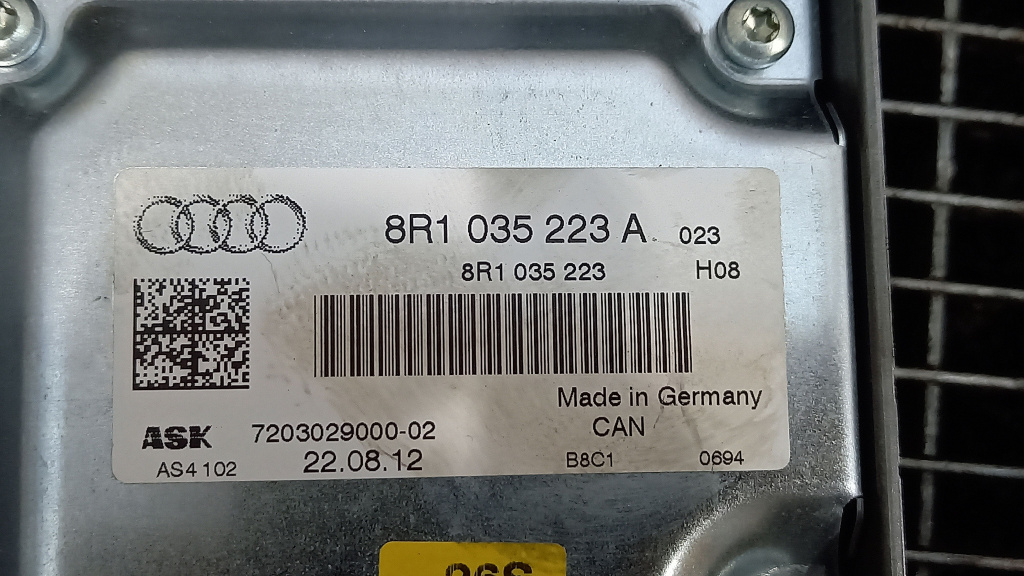 8R1 035 223 A 023
8R1 035 223 H08
Made in Germany
ASK 7203029000-02 CAN
AS4 102 22.08.12 B8C1 0694